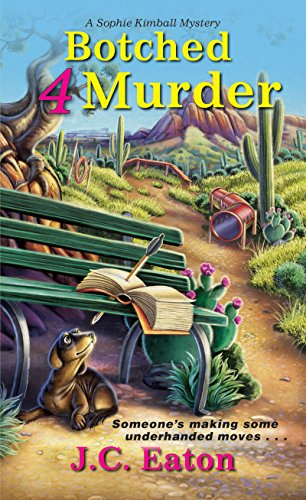 A Sophie Kimball Mystery
Botched
4 Murder
Someone's making some
underhanded moves . . .
J.C. Eaton